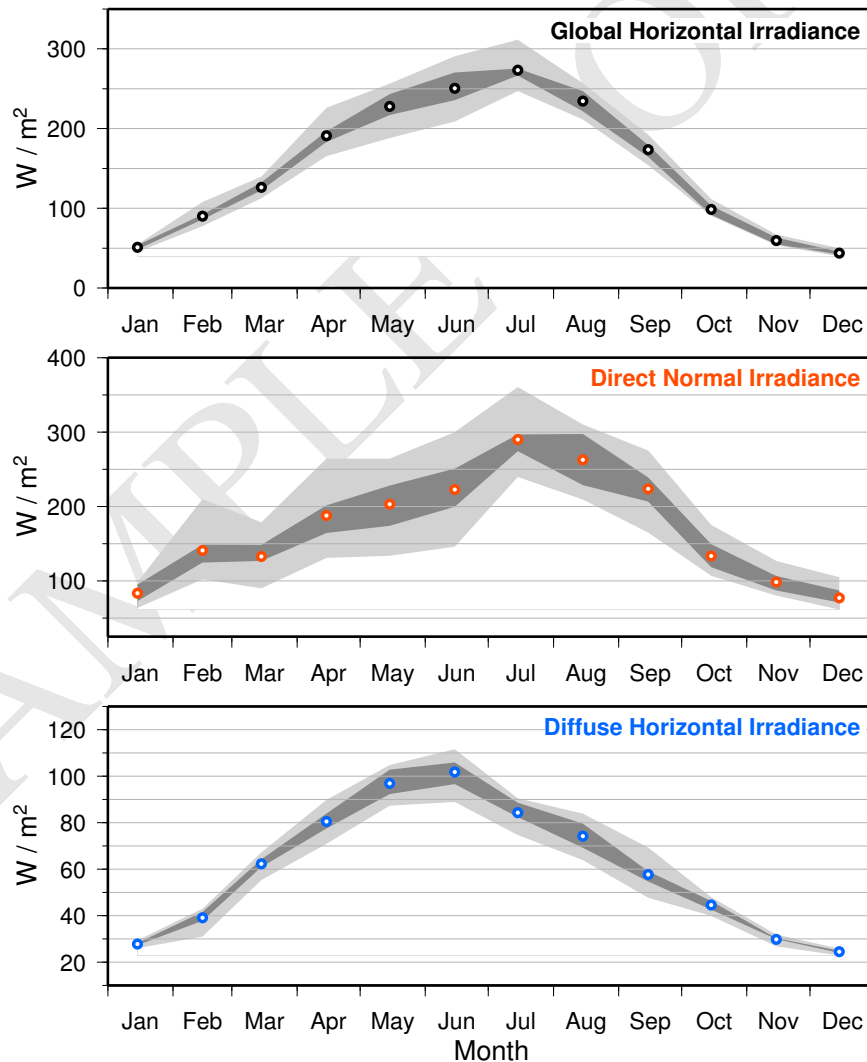 Global Horizontal Irradiance
300
200
100
0
W / m²
Jan Feb Mar Apr May Jun Jul Aug Sep Oct Nov Dec
Direct Normal Irradiance
400
300
200
100
W / m²
Jan Feb Mar Apr May Jun Jul Aug Sep Oct Nov Dec
Diffuse Horizontal Irradiance
120
100
80
60
40
20
W / m²
Jan Feb Mar Apr May Jun Jul Aug Sep Oct Nov Dec
Month
AMPLE